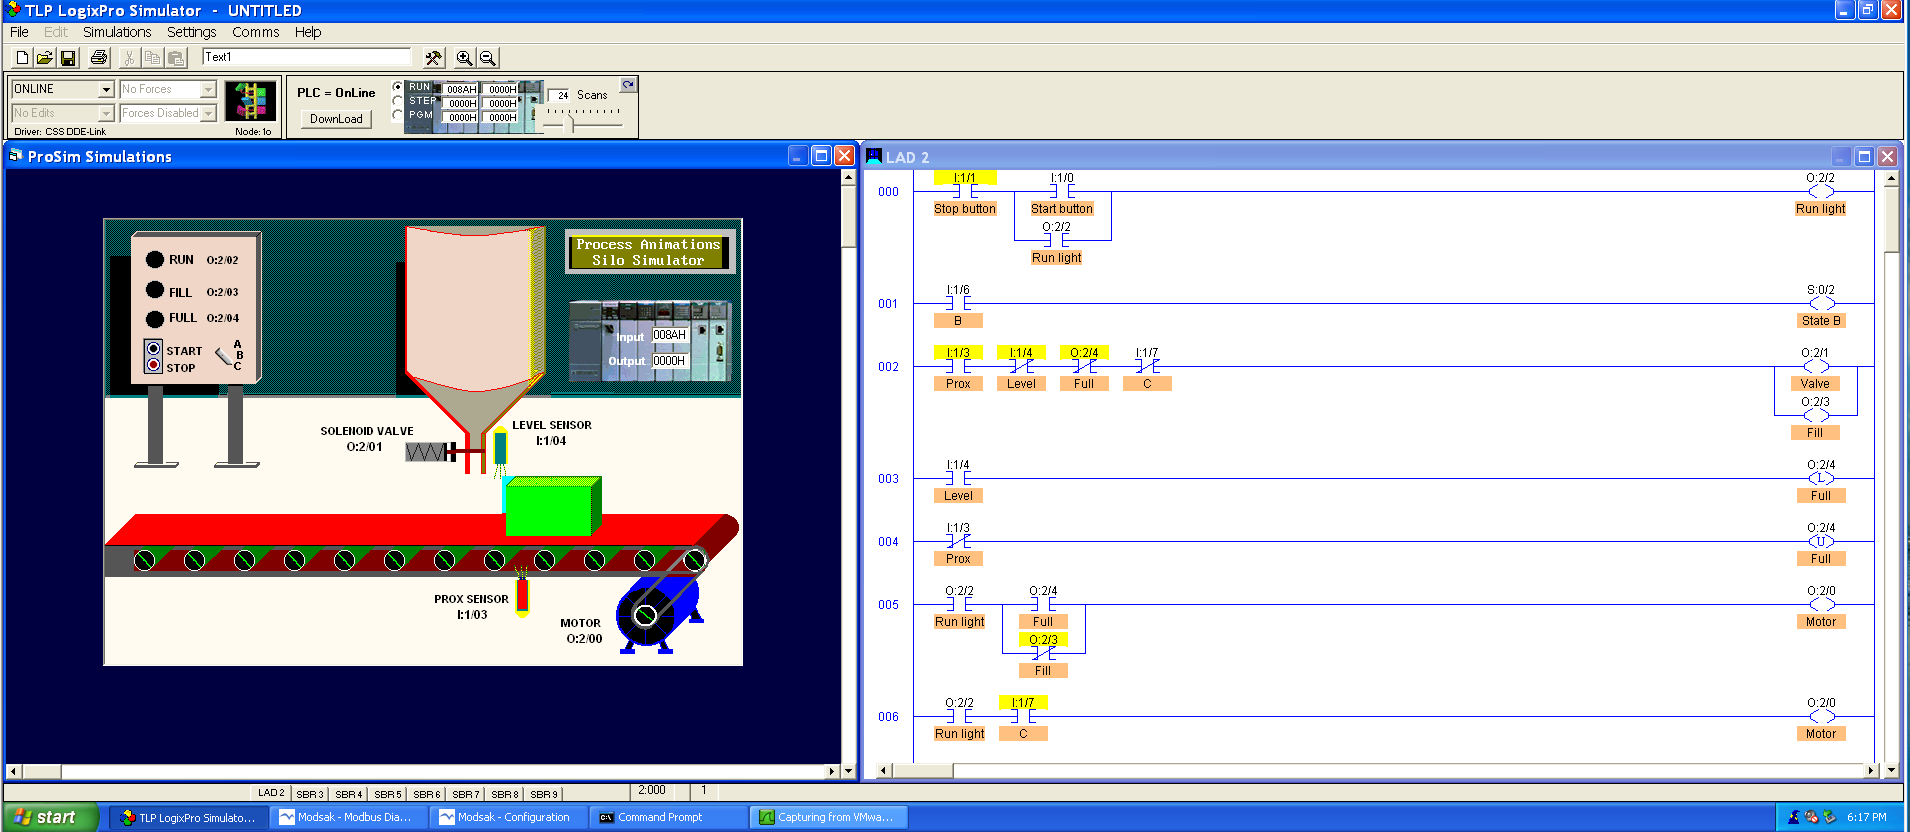 TLP LogixPro Simulator - UNTITLED
File Edit Simulations Settings Comms Help
Text1
ONLINE No Forces
No Edits Forces Disabled
Driver: CSS DDE-Link Node: 1o
PLC = OnLine
DownLoad
RUN 008AH 0000H
STEP 0000H 0000H
PGM 0000H 0000H
24 Scans
ProSim Simulations
RUN O:2/02
FILL O:2/03
FULL O:2/04
START
STOP
A
B
C
Process Animations
Silo Simulator
Input 008AH
Output 0000H
SOLENOID VALVE
O:2/01
LEVEL SENSOR
I:1/04
PROX SENSOR
I:1/03
MOTOR
O:2/00
LAD 2
I:1/1 I:1/0 O:2/2
000
Stop button Start button Run light
O:2/2
Run light
I:1/6 S:0/2
001
B State B
I:1/3 I:1/4 O:2/4 I:1/7 O:2/1
002
Prox Level Full C Valve
O:2/3
Fill
I:1/4 O:2/4
003 L
Level Full
I:1/3 O:2/4
004 U
Prox Full
O:2/2 O:2/4 O:2/0
005
Run light Full Motor
O:2/3
Fill
O:2/2 I:1/7 O:2/0
006
Run light C Motor
LAD 2 SBR 3 SBR 4 SBR 5 SBR 6 SBR 7 SBR 8 SBR 9 2:000 1
start TLP LogixPro Simulato... Modsak - Modbus Dia... Modsak - Configuration Command Prompt Capturing from VMwa... 6:17 PM